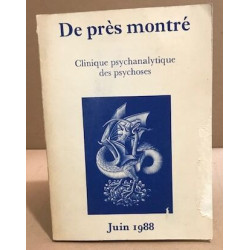 De près montré
Clinique psychanalytique
des psychoses
Juin 1988